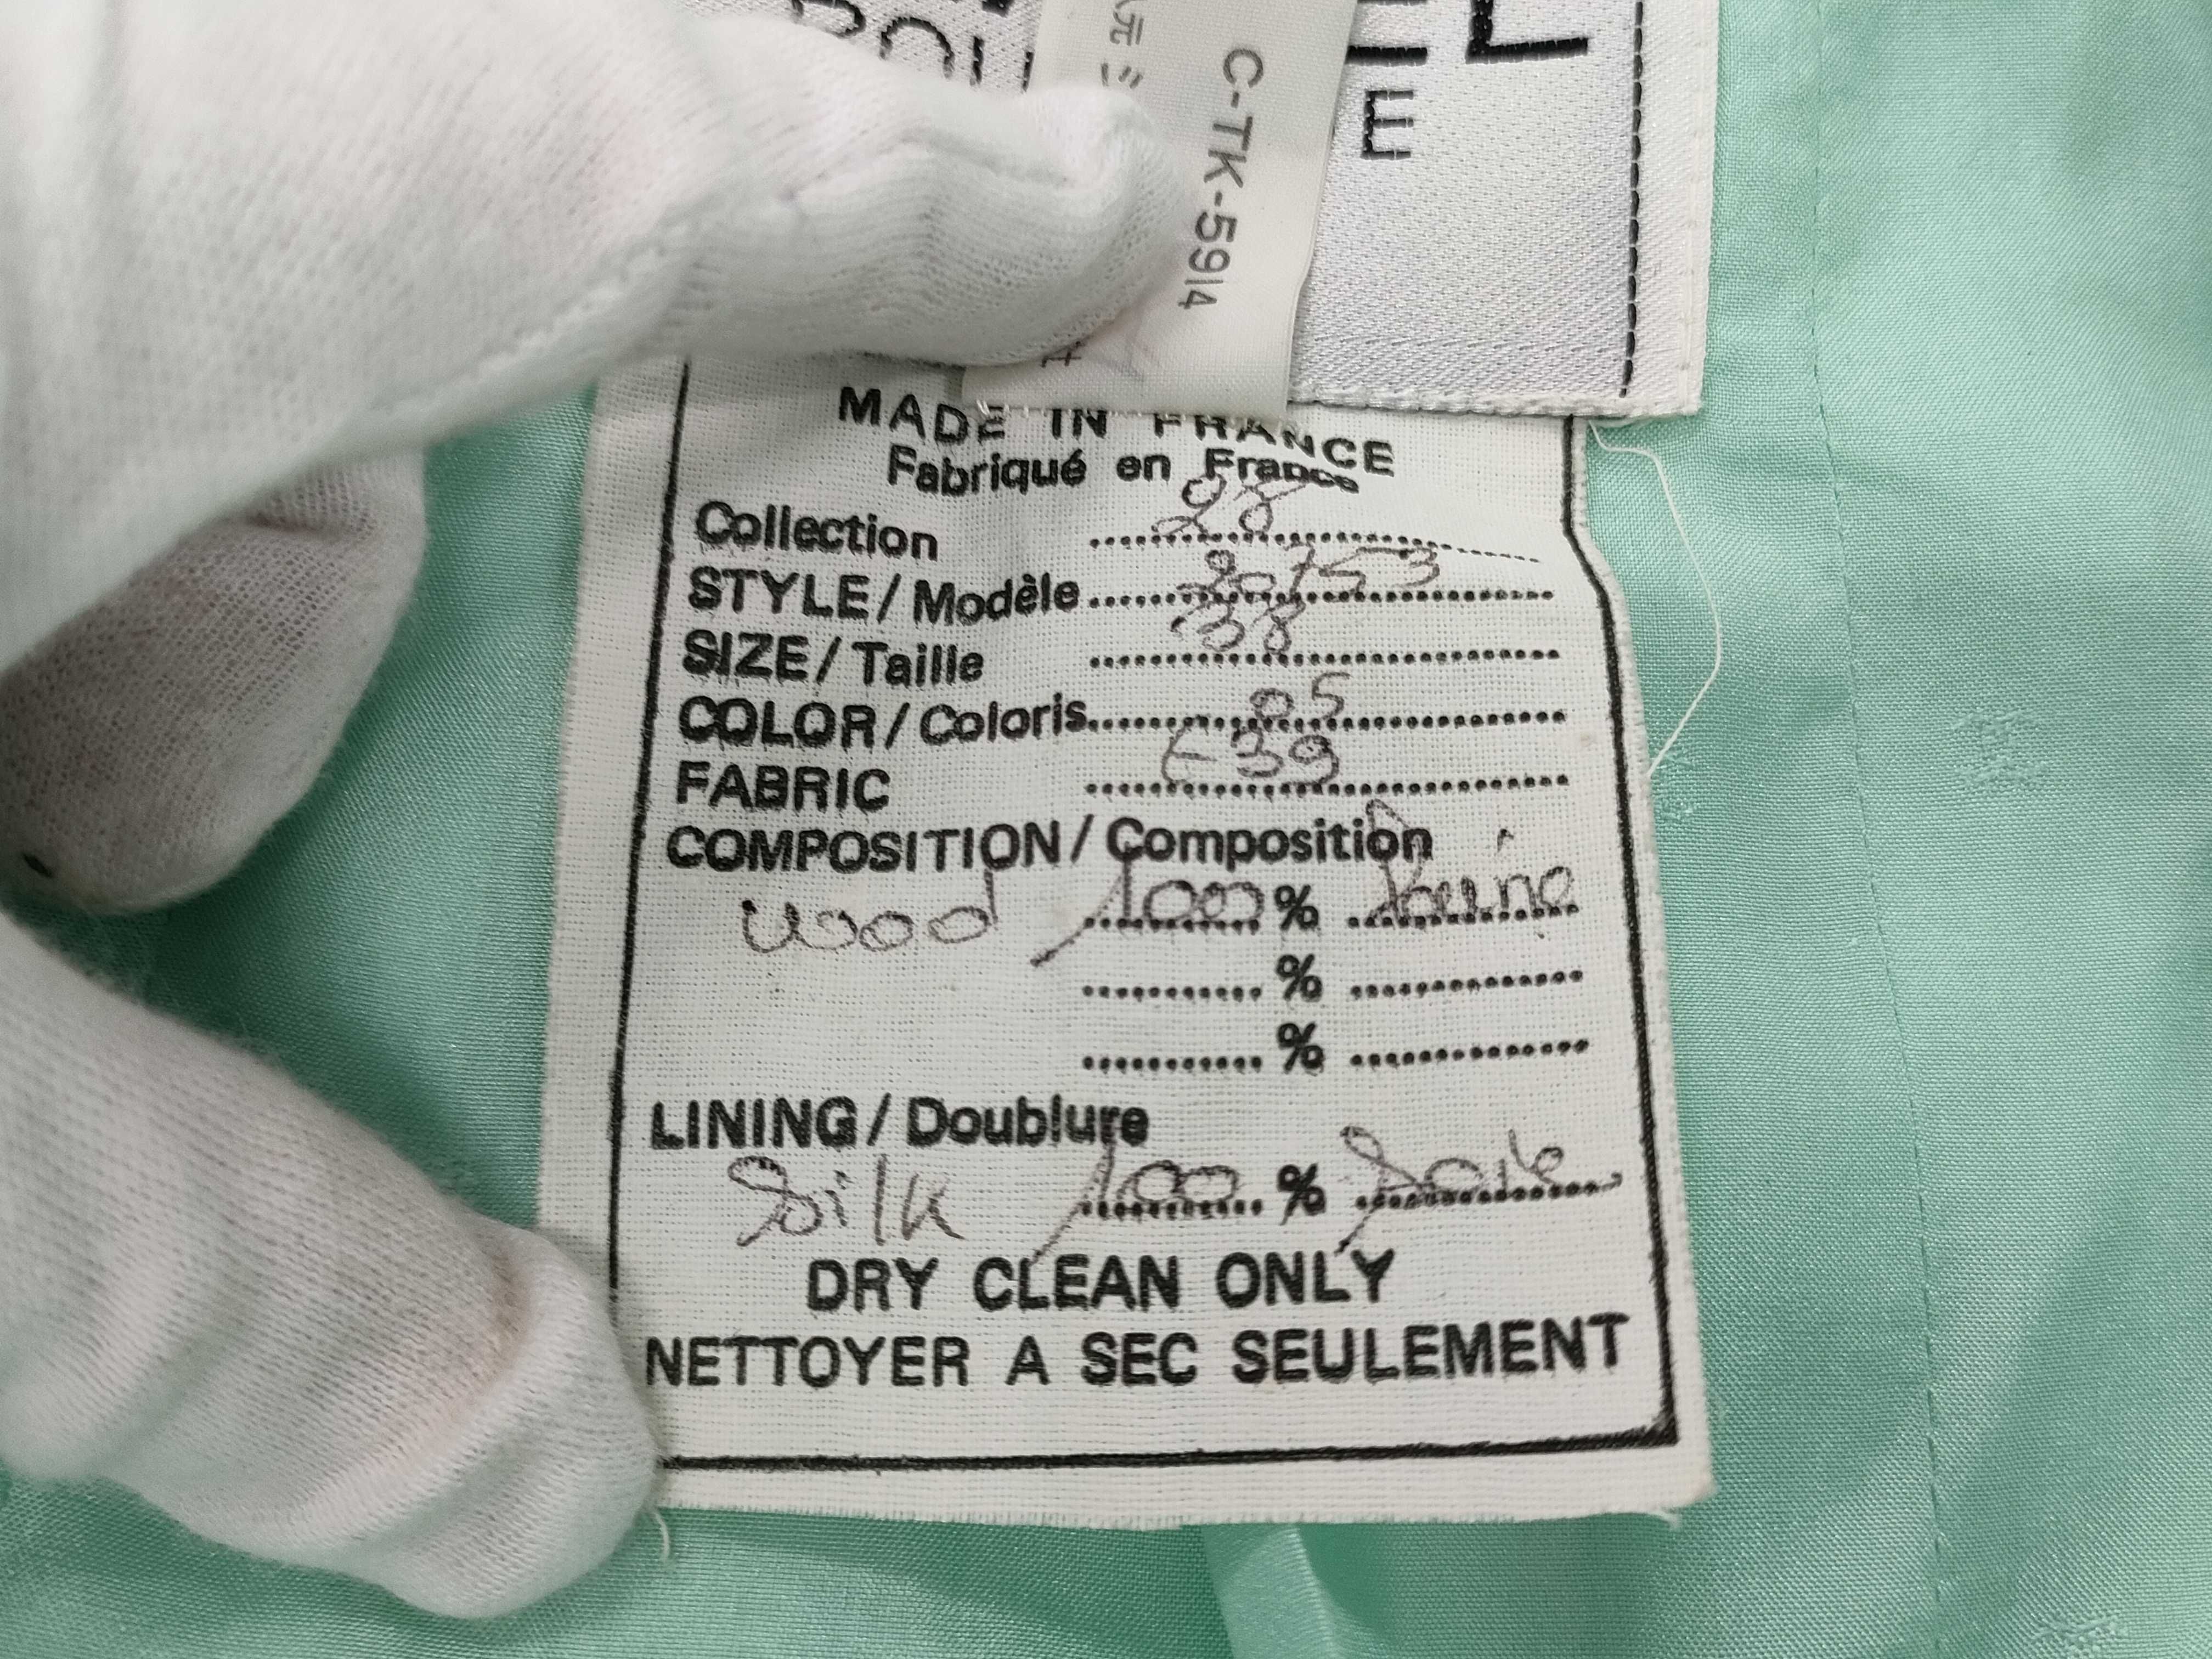 C-TK-5914
MADE IN FRANCE
Fabriqué en France
Collection 28
STYLE/Modèle 20753
SIZE/Taille 38
COLOR/Coloris 05
FABRIC E39
COMPOSITION/Composition
wool 100 % laine
%
%
LINING/Doublure
Silk 100 % Soie
DRY CLEAN ONLY
NETTOYER A SEC SEULEMENT